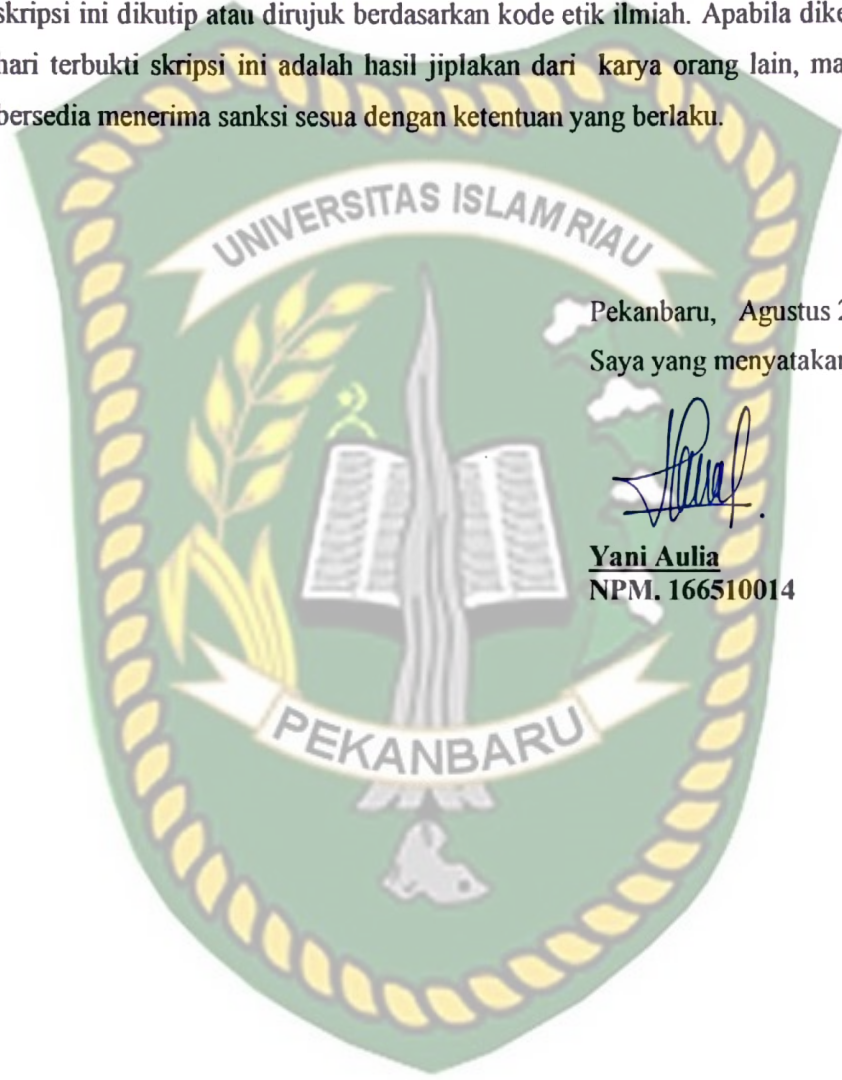 skripsi ini dikutip atau dirujuk berdasarkan kode etik ilmiah. Apabila dike
hari terbukti skripsi ini adalah hasil jiplakan dari karya orang lain, ma
bersedia menerima sanksi sesua dengan ketentuan yang berlaku.
UNIVERSITAS ISLAM RIAU
Pekanbaru, Agustus 2
Saya yang menyatakan
Yani Aulia
NPM. 166510014
PEKANBARU